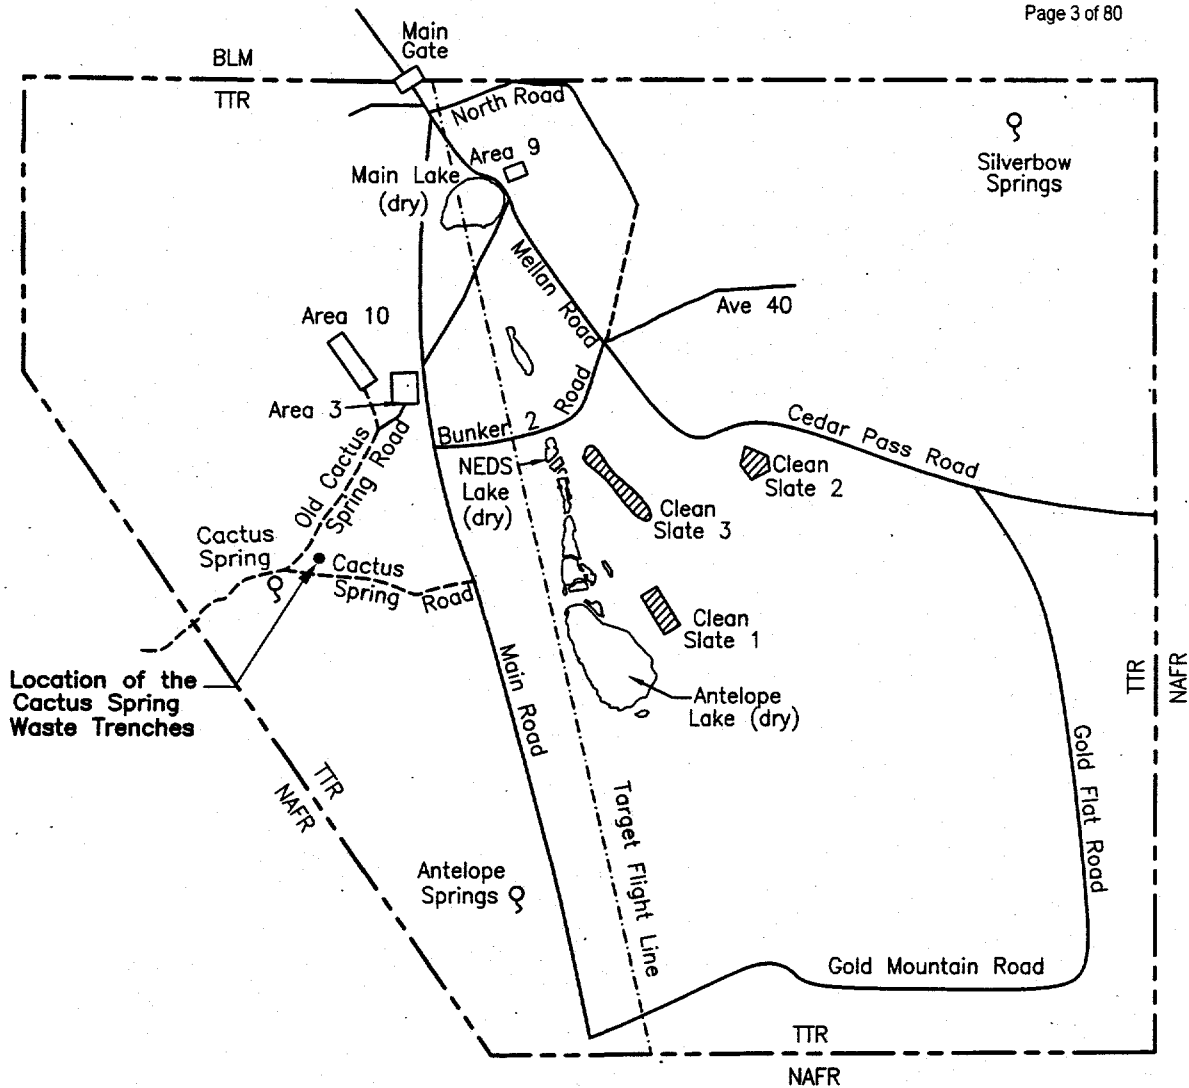 Page 3 of 80
Main
Gate
BLM
TTR
North Road
Area 9
Main Lake
(dry)
Silverbow
Springs
Mellan Road
Ave 40
Area 10
Area 3
Bunker 2 Road
Cedar Pass Road
NEDS
Lake
(dry)
Clean
Slate 2
Clean
Slate 3
Old Cactus
Spring Road
Cactus
Spring
Cactus
Spring Road
Clean
Slate 1
Location of the
Cactus Spring
Waste Trenches
Main Road
Antelope
Lake (dry)
TTR
NAFR
TTR
NAFR
Gold Flat Road
Target Flight Line
Antelope
Springs
Gold Mountain Road
TTR
NAFR